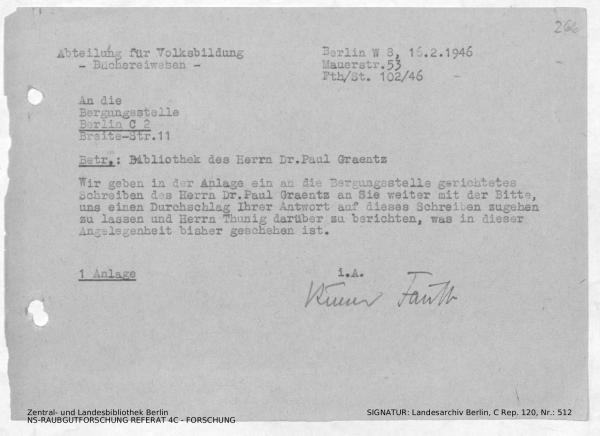 266
Abteilung für Volksbildung
- Büchereiwesen -
Berlin W 8, 16.2.1946
Mauerstr.53
Fth/St. 102/46
An die
Bergungsstelle
Berlin C 2
Breite-Str.11
Betr.: Bibliothek des Herrn Dr.Paul Graentz
Wir geben in der Anlage ein an die Bergungsstelle gerichtetes
Schreiben des Herrn Dr.Paul Graentz an Sie weiter mit der Bitte,
uns einen Durchschlag Ihrer Antwort auf dieses Schreiben zugehen
zu lassen und Herrn Thunig darüber zu berichten, was in dieser
Angelegenheit bisher geschehen ist.
1 Anlage
i.A.
Fauth
Zentral- und Landesbibliothek Berlin
NS-RAUBGUTFORSCHUNG REFERAT 4C - FORSCHUNG
SIGNATUR: Landesarchiv Berlin, C Rep. 120, Nr.: 512